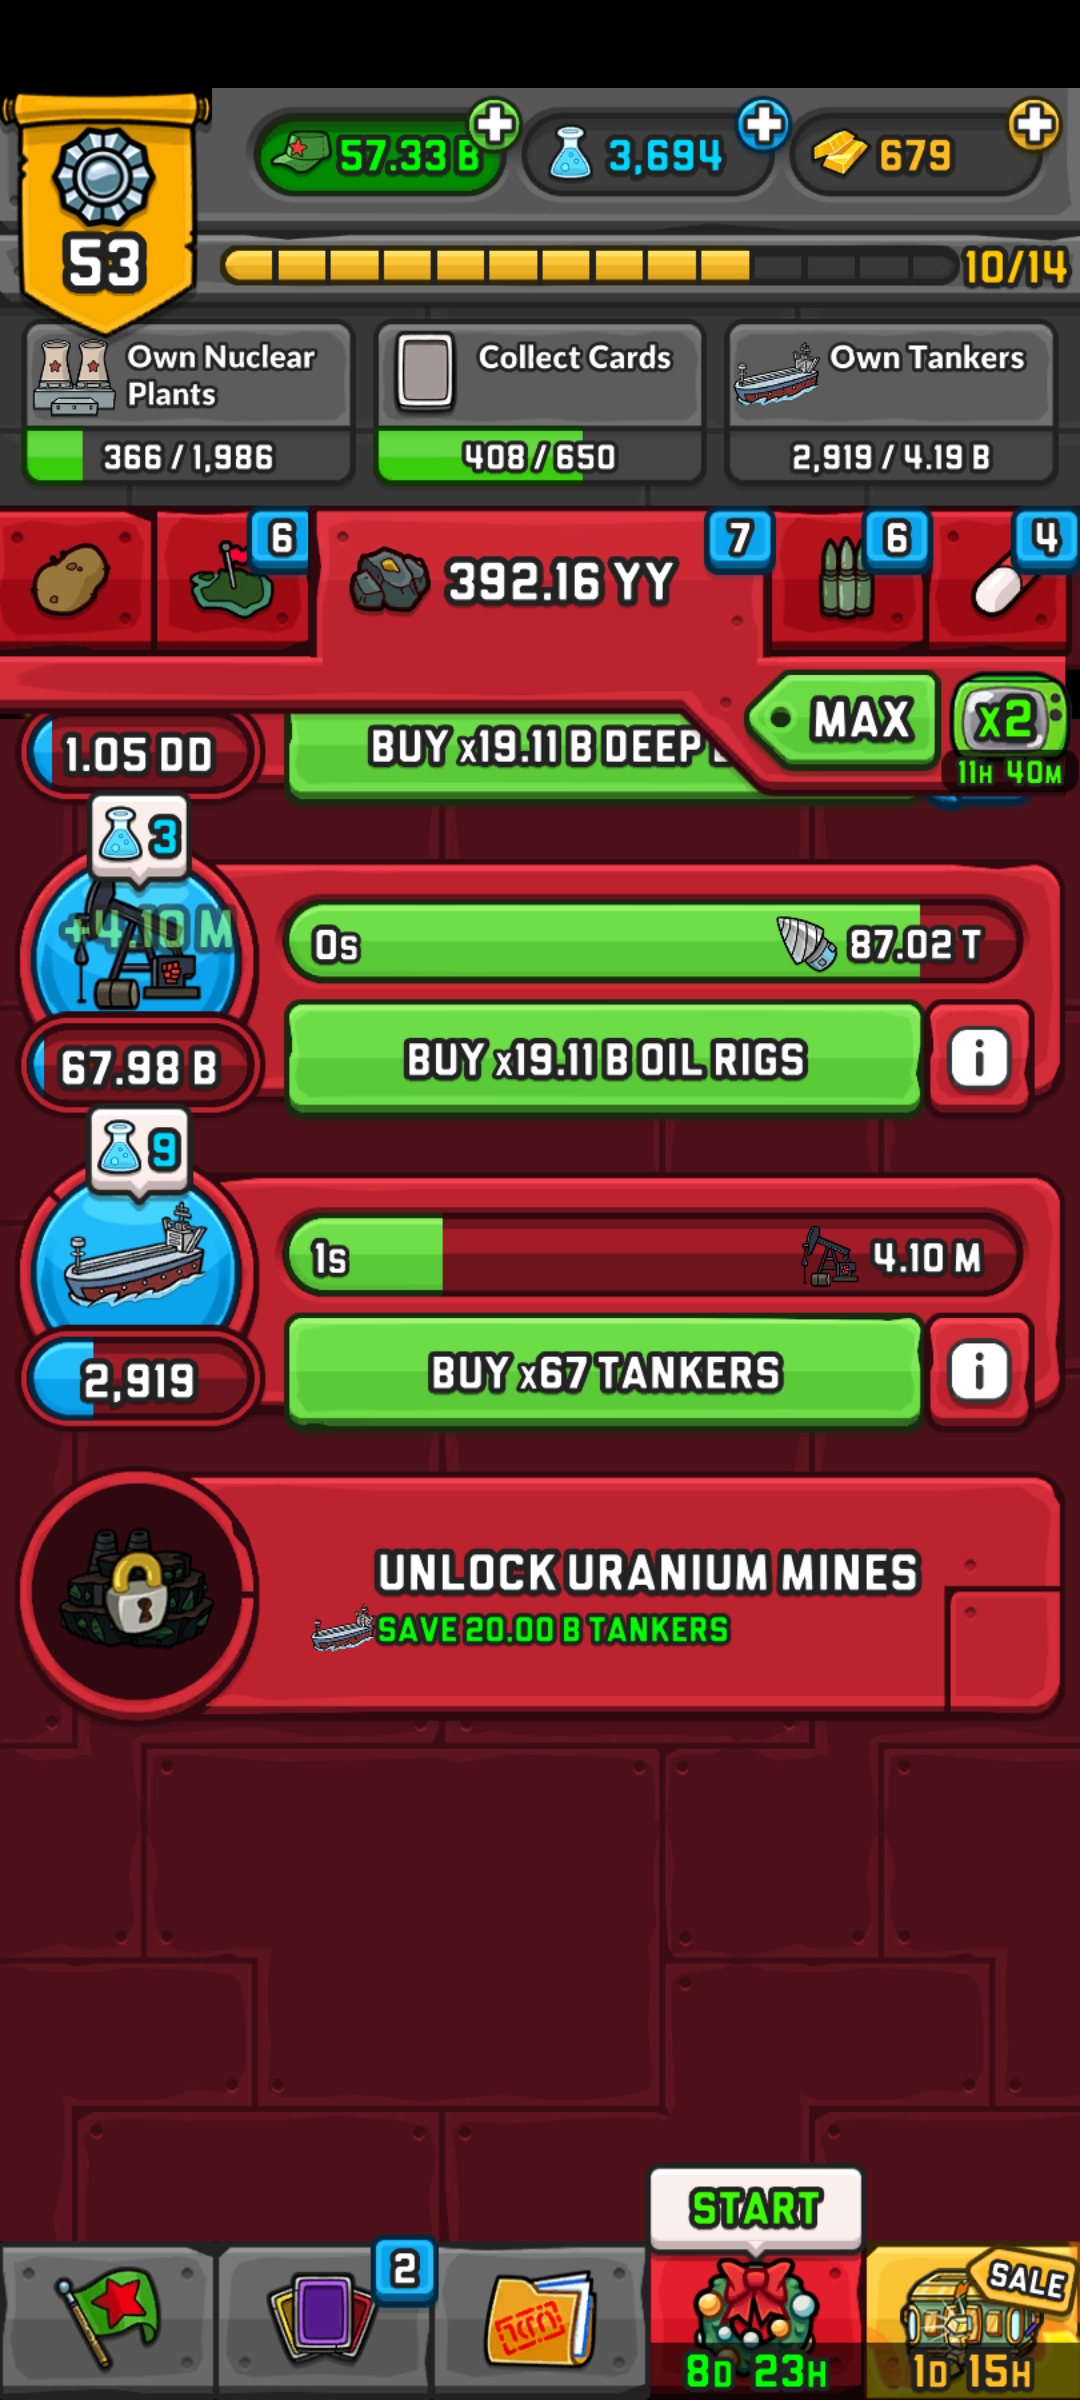 57.33 B
3,694
679
53
10/14
Own Nuclear
Plants
366 / 1,986
Collect Cards
408 / 650
Own Tankers
2,919 / 4.19 B
6
392.16 YY
7
6
4
MAX
x2
11H 40M
1.05 DD
BUY x19.11 B DEEP
3
+4.10 M
0s
87.02 T
67.98 B
BUY x19.11 B OIL RIGS
i
9
1s
4.10 M
2,919
BUY x67 TANKERS
i
UNLOCK URANIUM MINES
SAVE 20.00 B TANKERS
START
2
SALE
8D 23H
1D 15H